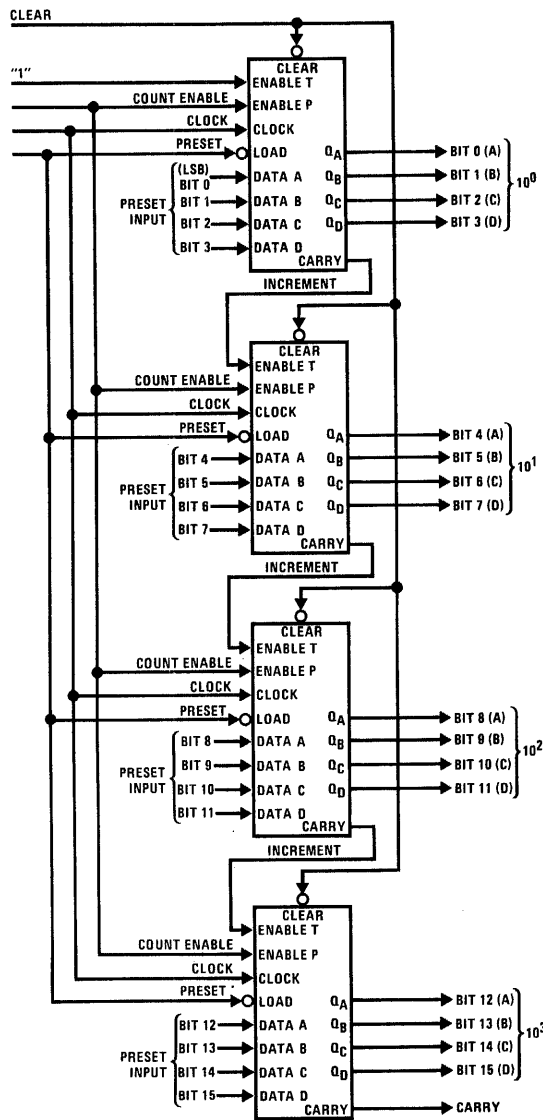 CLEAR
CLEAR
"1"
ENABLE T
COUNT ENABLE
ENABLE P
CLOCK
CLOCK
PRESET
LOAD
PRESET INPUT
(LSB)
BIT 0
DATA A
BIT 1
DATA B
BIT 2
DATA C
BIT 3
DATA D
QA
QB
QC
QD
BIT 0 (A)
BIT 1 (B)
BIT 2 (C)
BIT 3 (D)
10⁰
CARRY
INCREMENT
CLEAR
ENABLE T
COUNT ENABLE
ENABLE P
CLOCK
CLOCK
PRESET
LOAD
PRESET INPUT
BIT 4
DATA A
BIT 5
DATA B
BIT 6
DATA C
BIT 7
DATA D
QA
QB
QC
QD
BIT 4 (A)
BIT 5 (B)
BIT 6 (C)
BIT 7 (D)
10¹
CARRY
INCREMENT
CLEAR
ENABLE T
COUNT ENABLE
ENABLE P
CLOCK
CLOCK
PRESET
LOAD
PRESET INPUT
BIT 8
DATA A
BIT 9
DATA B
BIT 10
DATA C
BIT 11
DATA D
QA
QB
QC
QD
BIT 8 (A)
BIT 9 (B)
BIT 10 (C)
BIT 11 (D)
10²
CARRY
INCREMENT
CLEAR
ENABLE T
COUNT ENABLE
ENABLE P
CLOCK
CLOCK
PRESET
LOAD
PRESET INPUT
BIT 12
DATA A
BIT 13
DATA B
BIT 14
DATA C
BIT 15
DATA D
QA
QB
QC
QD
BIT 12 (A)
BIT 13 (B)
BIT 14 (C)
BIT 15 (D)
10³
CARRY
CARRY